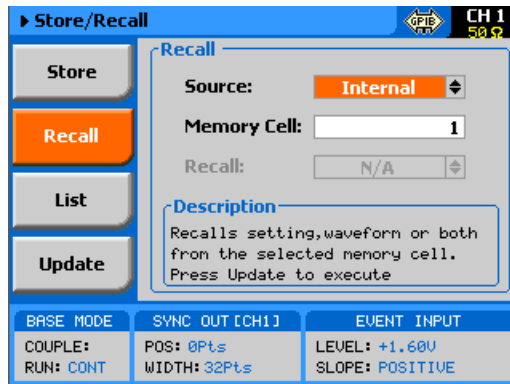 Store/Recall
GPIB
CH 1
50 Ω
Store
Recall
List
Update
Recall
Source: Internal
Memory Cell: 1
Recall: N/A
Description
Recalls setting,waveform or both
from the selected memory cell.
Press Update to execute
BASE MODE
COUPLE:
RUN: CONT
SYNC OUT [CH1]
POS: 0Pts
WIDTH: 32Pts
EVENT INPUT
LEVEL: +1.60V
SLOPE: POSITIVE